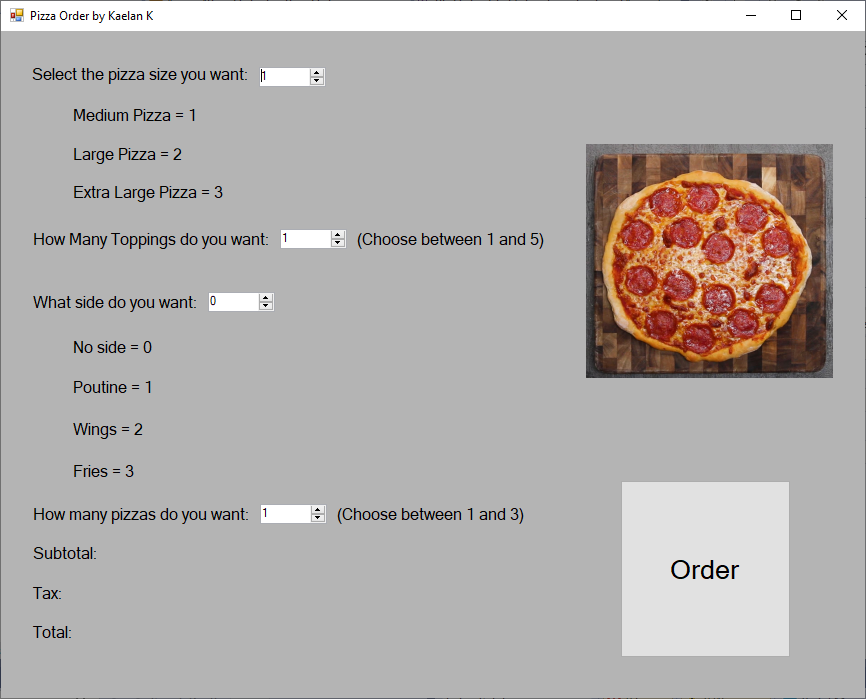 Pizza Order by Kaelan K
Select the pizza size you want: 1
Medium Pizza = 1
Large Pizza = 2
Extra Large Pizza = 3
How Many Toppings do you want: 1 (Choose between 1 and 5)
What side do you want: 0
No side = 0
Poutine = 1
Wings = 2
Fries = 3
How many pizzas do you want: 1 (Choose between 1 and 3)
Subtotal:
Tax:
Total:
Order